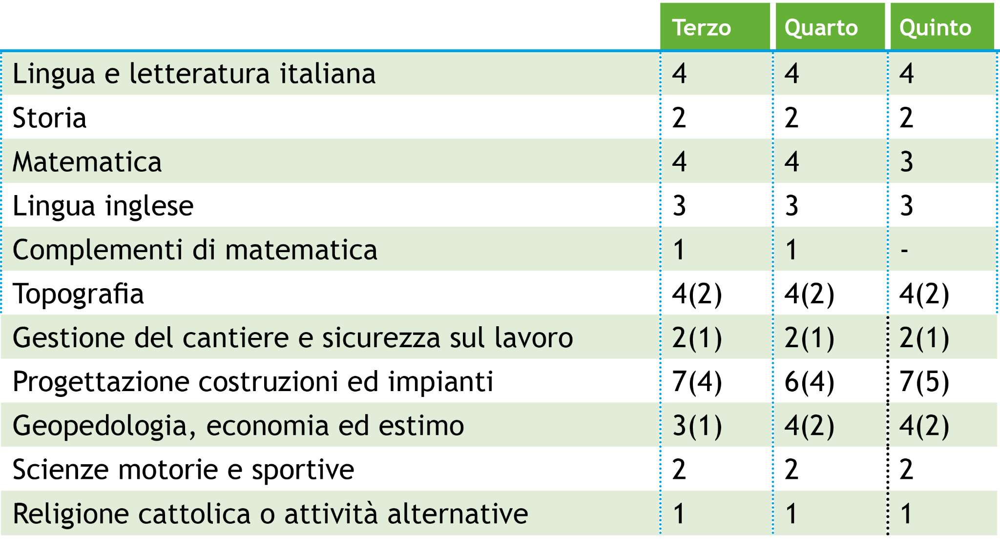 Terzo Quarto Quinto
Lingua e letteratura italiana 4 4 4
Storia 2 2 2
Matematica 4 4 3
Lingua inglese 3 3 3
Complementi di matematica 1 1 -
Topografia 4(2) 4(2) 4(2)
Gestione del cantiere e sicurezza sul lavoro 2(1) 2(1) 2(1)
Progettazione costruzioni ed impianti 7(4) 6(4) 7(5)
Geopedologia, economia ed estimo 3(1) 4(2) 4(2)
Scienze motorie e sportive 2 2 2
Religione cattolica o attività alternative 1 1 1